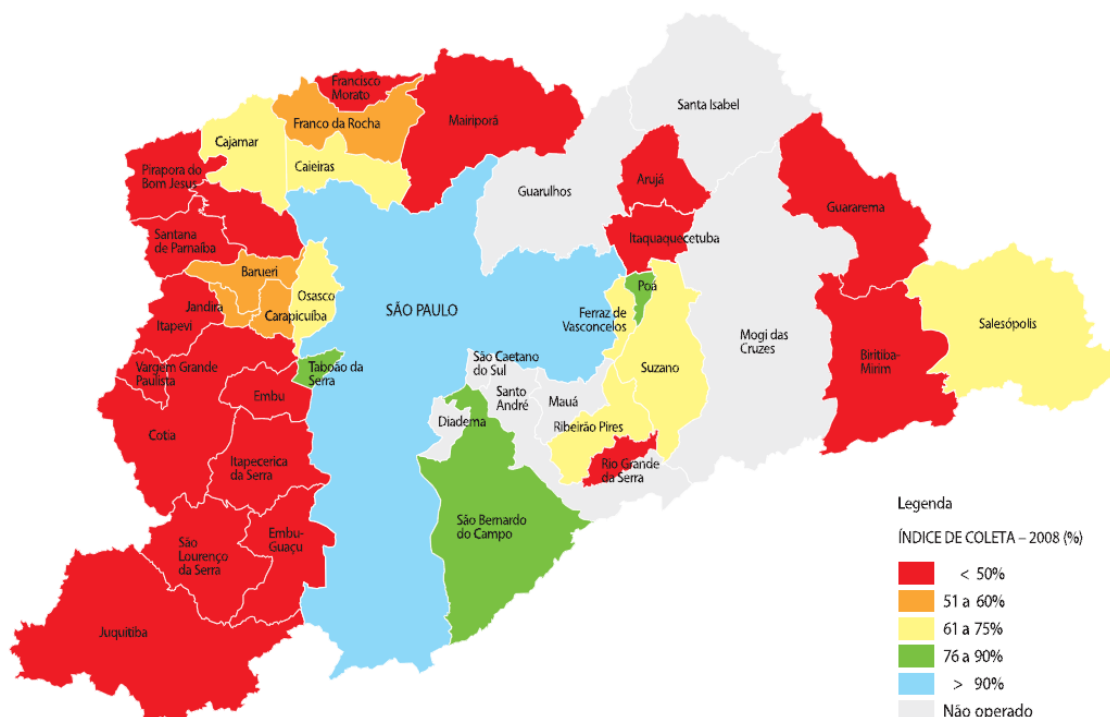 Francisco
Morato
Franco da Rocha
Mairiporã
Santa Isabel
Cajamar
Caieiras
Pirapora do
Bom Jesus
Guarulhos
Arujá
Guararema
Santana
de Parnaíba
Itaquaquecetuba
Barueri
Osasco
Poá
Jandira
Carapicuíba
SÃO PAULO
Ferraz de
Vasconcelos
Itapevi
Salesópolis
Mogi das
Cruzes
Vargem Grande
Paulista
Taboão da
Serra
São Caetano
do Sul
Suzano
Biritiba-
Mirim
Embu
Santo
André
Mauá
Cotia
Diadema
Ribeirão Pires
Itapecerica
da Serra
Rio Grande
da Serra
São
Lourenço
da Serra
Embu-
Guaçu
São Bernardo
do Campo
Juquitiba
Legenda
ÍNDICE DE COLETA – 2008 (%)
< 50%
51 a 60%
61 a 75%
76 a 90%
> 90%
Não operado